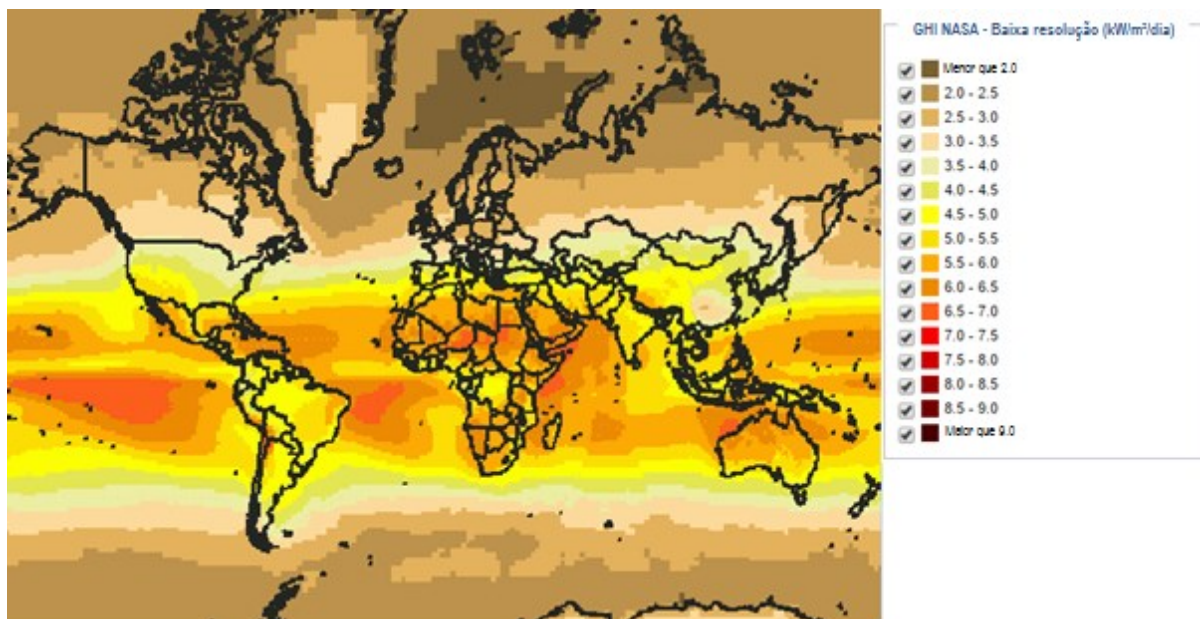 GHI NASA - Baixa resolução (kW/m²/dia)
Menor que 2.0
2.0 - 2.5
2.5 - 3.0
3.0 - 3.5
3.5 - 4.0
4.0 - 4.5
4.5 - 5.0
5.0 - 5.5
5.5 - 6.0
6.0 - 6.5
6.5 - 7.0
7.0 - 7.5
7.5 - 8.0
8.0 - 8.5
8.5 - 9.0
Maior que 9.0